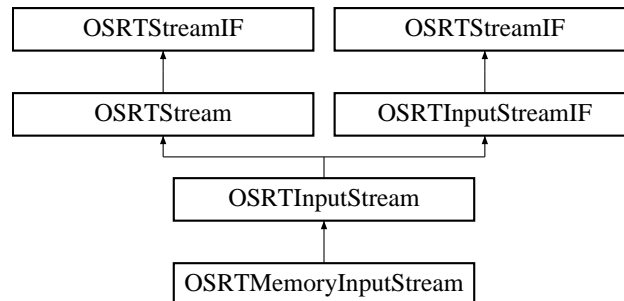 OSRTStreamIF
OSRTStreamIF
OSRTStream
OSRTInputStreamIF
OSRTInputStream
OSRTMemoryInputStream